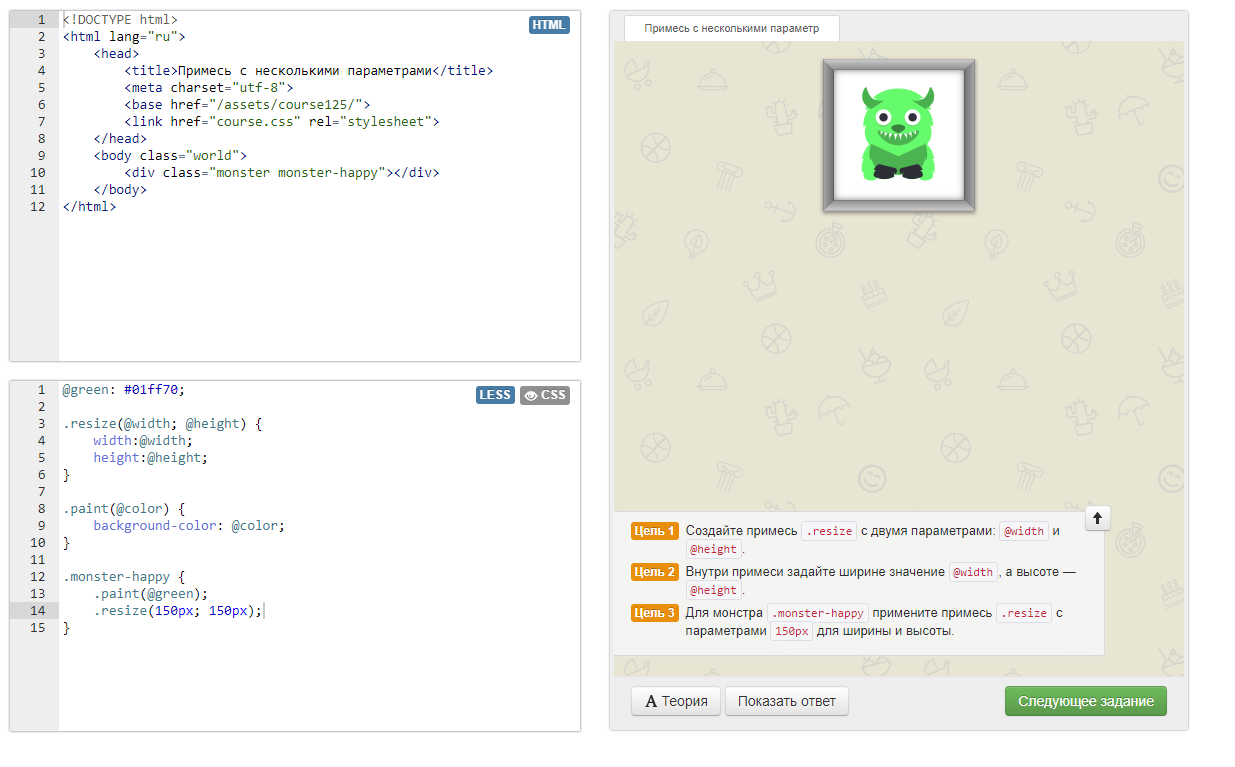 1 <!DOCTYPE html>
HTML
2 <html lang="ru">
3 <head>
4 <title>Примесь с несколькими параметрами</title>
5 <meta charset="utf-8">
6 <base href="/assets/course125/">
7 <link href="course.css" rel="stylesheet">
8 </head>
9 <body class="world">
10 <div class="monster monster-happy"></div>
11 </body>
12 </html>
1 @green: #01ff70;
LESS CSS
2
3 .resize(@width; @height) {
4 width:@width;
5 height:@height;
6 }
7
8 .paint(@color) {
9 background-color: @color;
10 }
11
12 .monster-happy {
13 .paint(@green);
14 .resize(150px; 150px);
15 }
Примесь с несколькими параметр
Цель 1 Создайте примесь .resize с двумя параметрами: @width и
@height .
Цель 2 Внутри примеси задайте ширине значение @width , а высоте —
@height .
Цель 3 Для монстра .monster-happy примените примесь .resize с
параметрами 150px для ширины и высоты.
A Теория Показать ответ Следующее задание